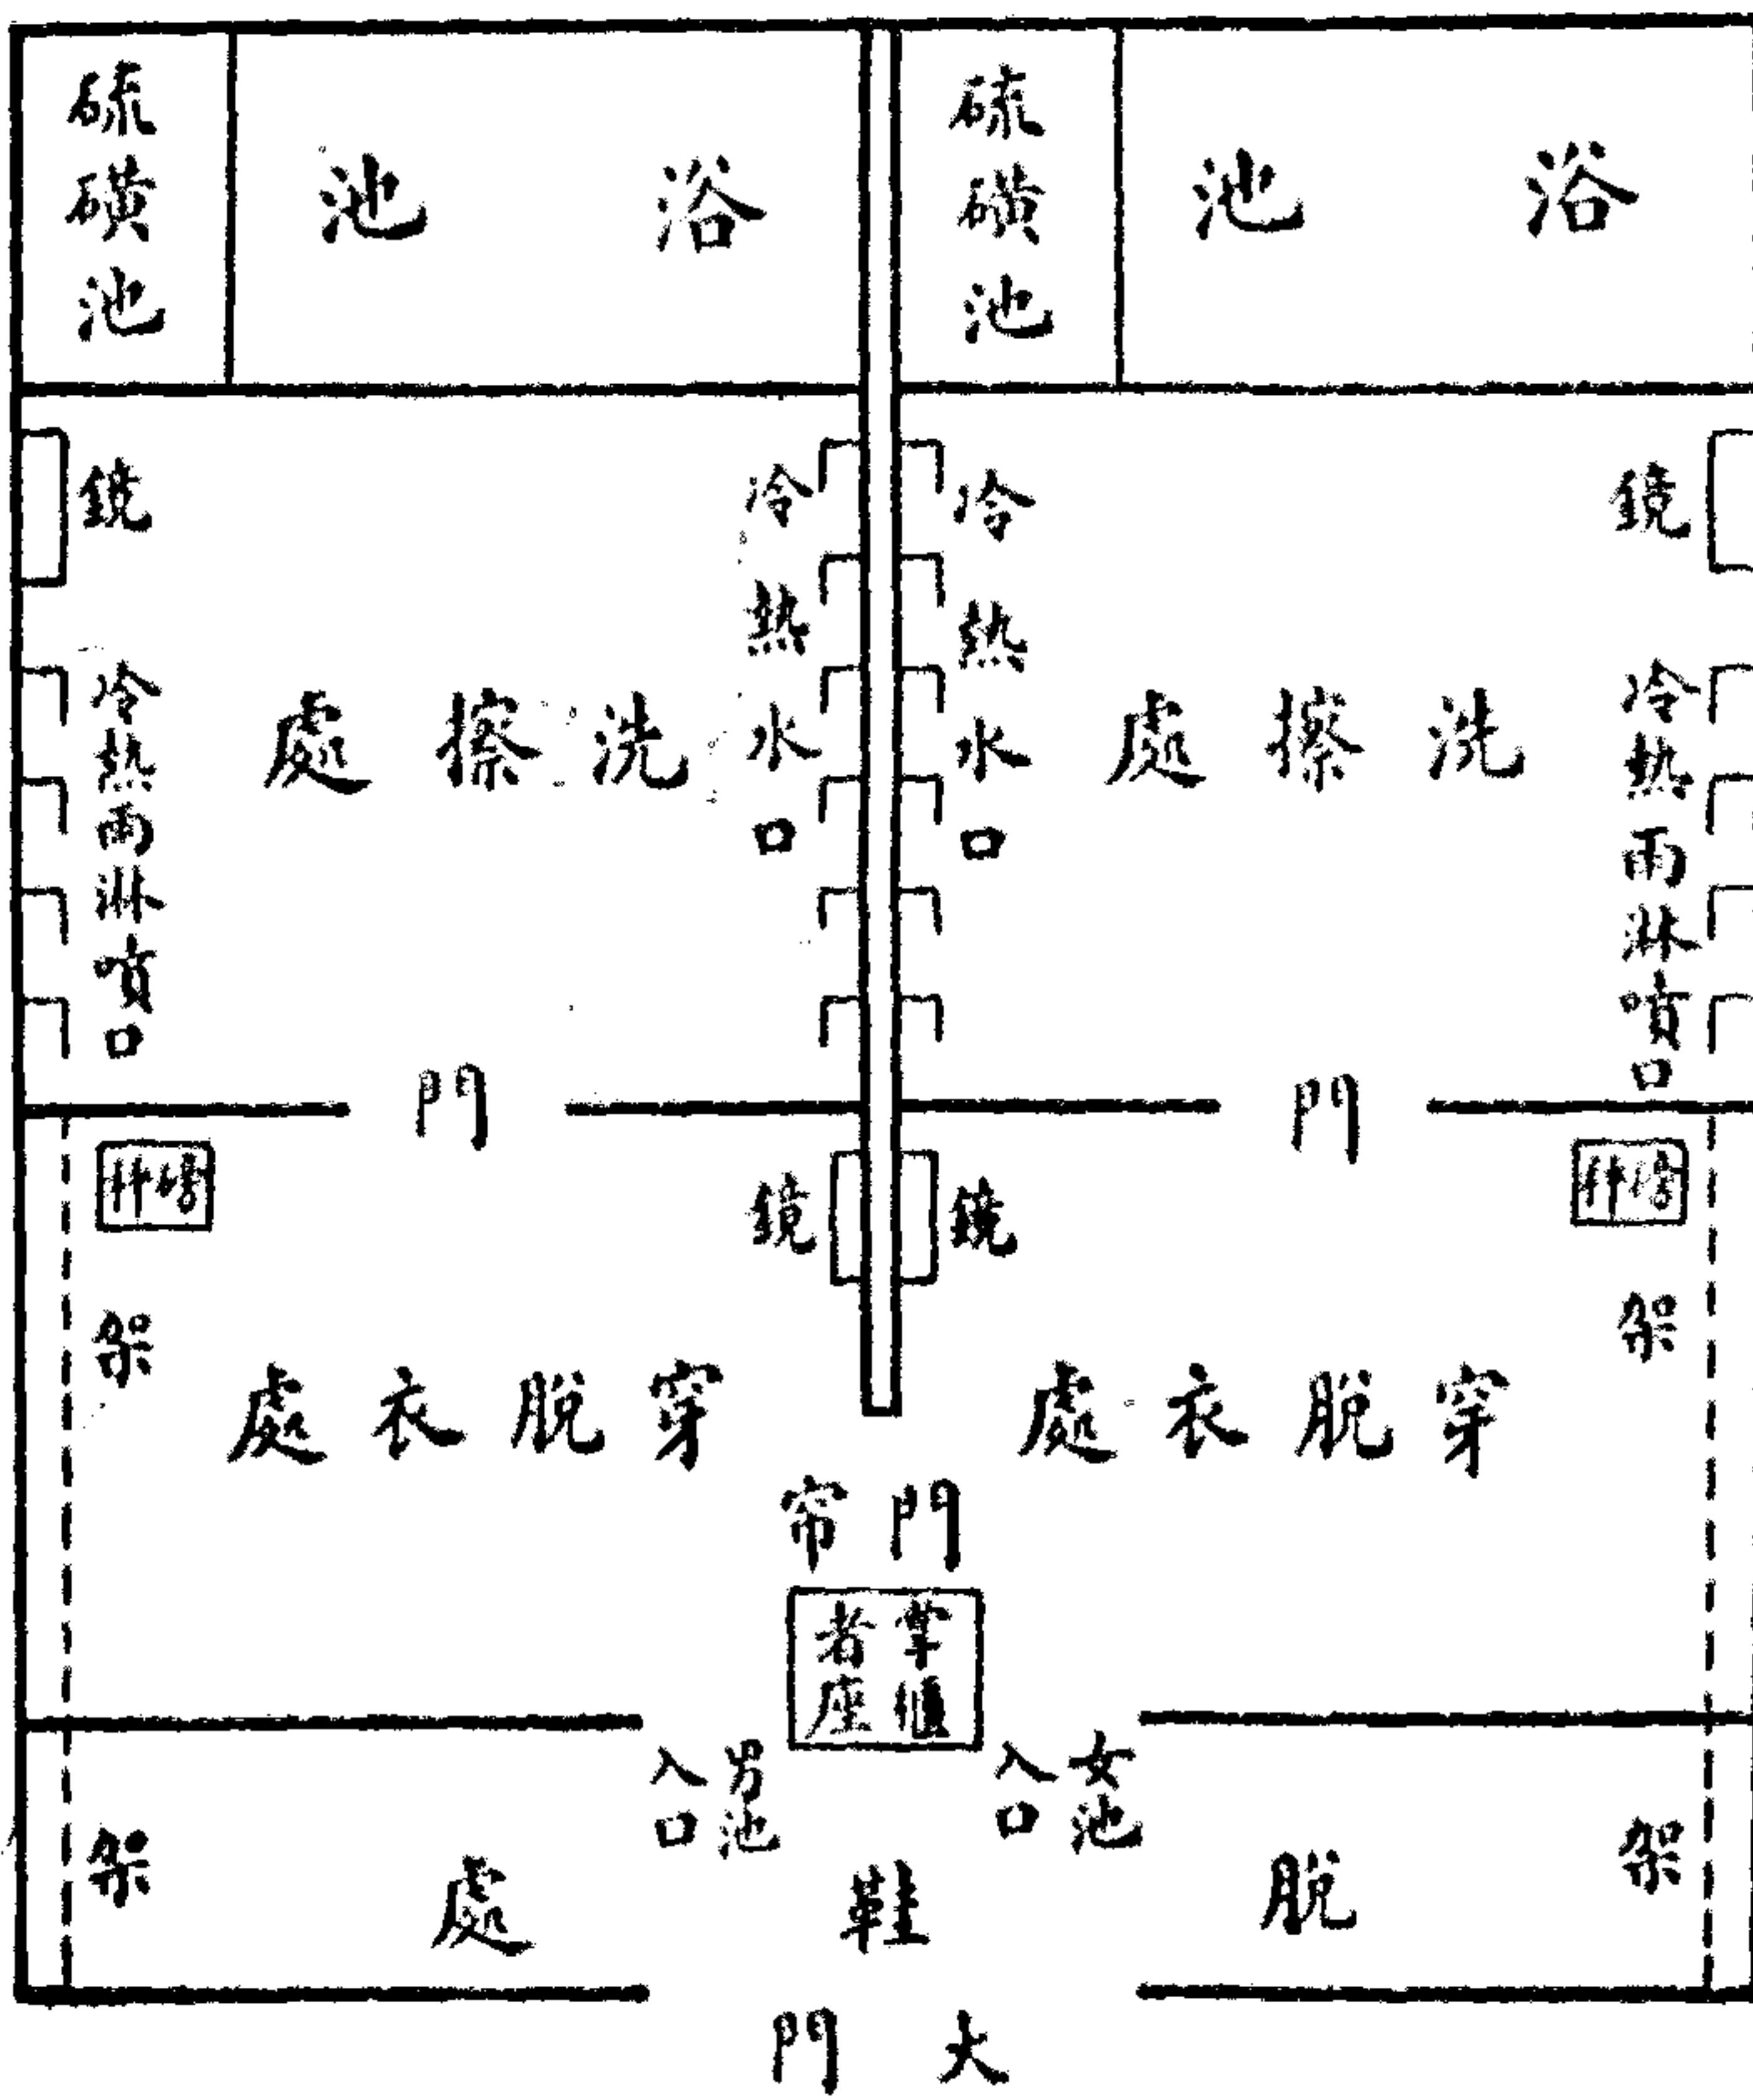 浴池
硫磺池
浴池
硫磺池
鏡
冷熱水口
冷熱水口
鏡
冷熱雨淋噴口
洗擦處
洗擦處
冷熱雨淋噴口
門
門
鏡
鏡
架
架
穿脫衣處
穿脫衣處
門帘
掌櫃
者座
女池
入口
男池
入口
架
脫鞋處
架
大門